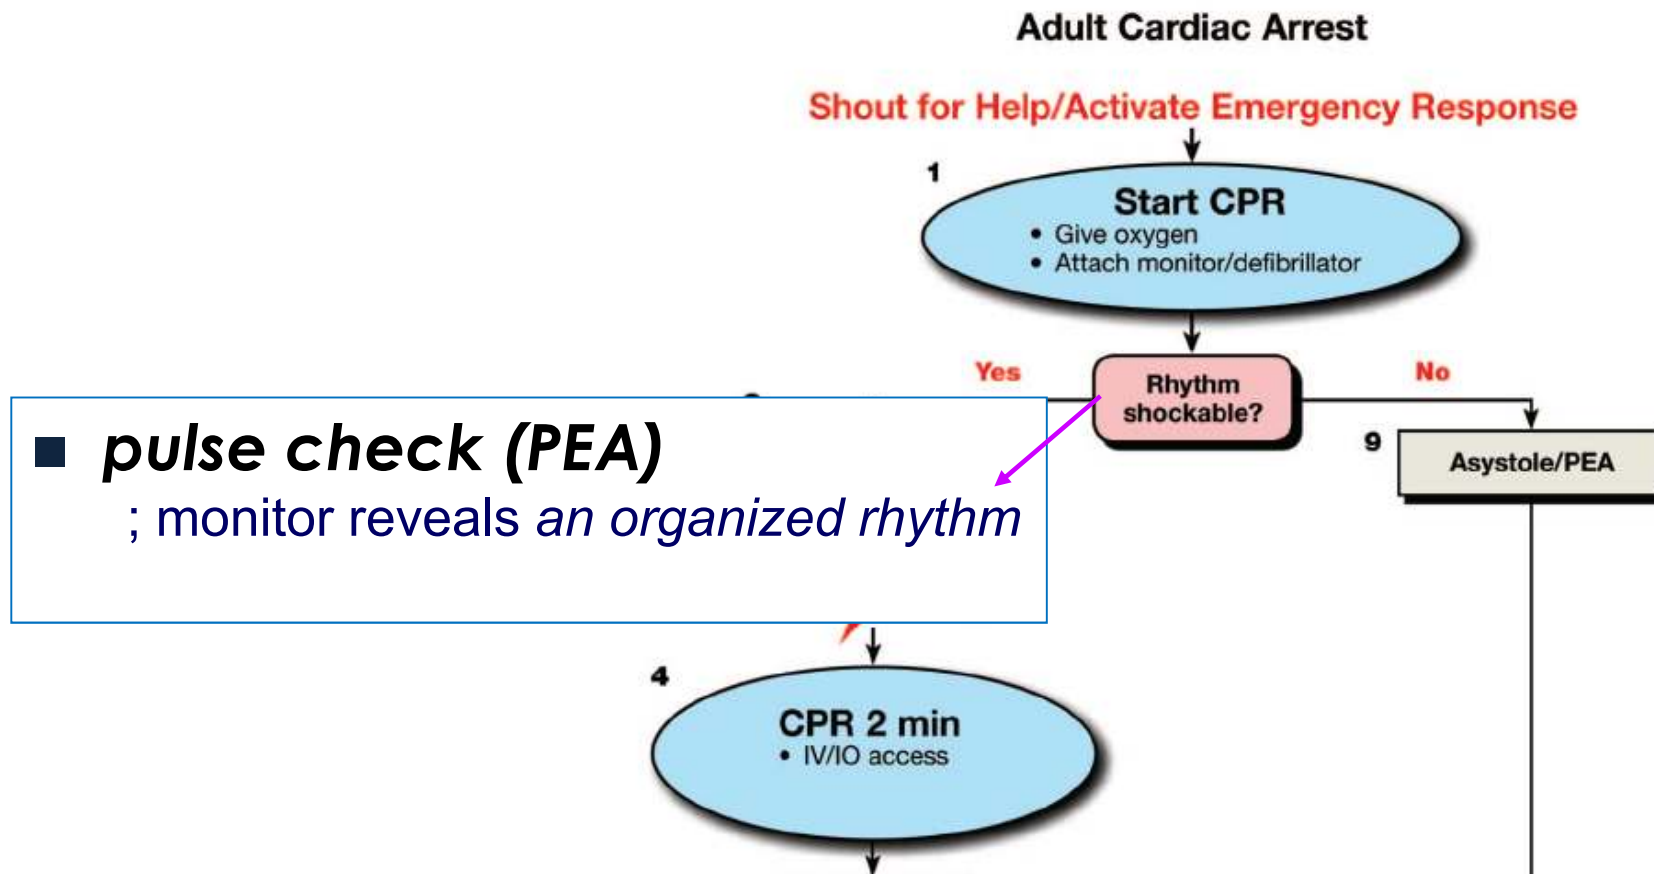 Adult Cardiac Arrest
Shout for Help/Activate Emergency Response
1
Start CPR
• Give oxygen
• Attach monitor/defibrillator
Yes
Rhythm
shockable?
No
■ pulse check (PEA)
; monitor reveals an organized rhythm
9
Asystole/PEA
4
CPR 2 min
• IV/IO access